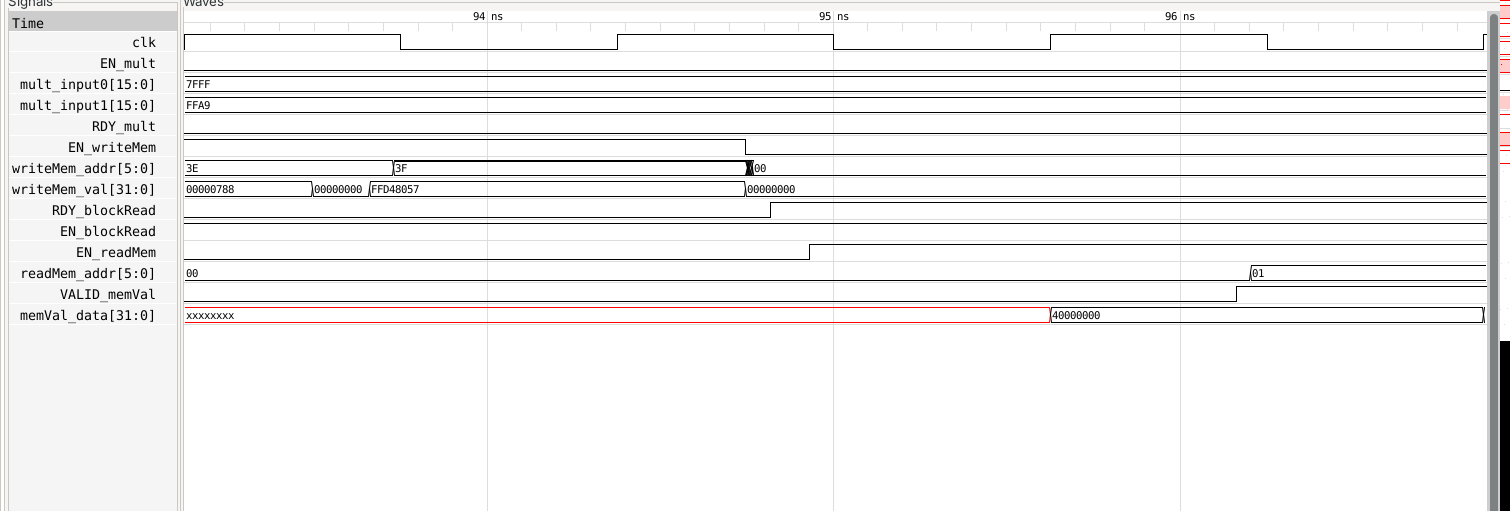 Signals
Waves
Time
94 ns
95 ns
96 ns
clk
EN_mult
mult_input0[15:0] 7FFF
mult_input1[15:0] FFA9
RDY_mult
EN_writeMem
writeMem_addr[5:0] 3E 3F 00
writeMem_val[31:0] 00000788 00000000 FFD48057 00000000
RDY_blockRead
EN_blockRead
EN_readMem
readMem_addr[5:0] 00 01
VALID_memVal
memVal_data[31:0] xxxxxxxx 40000000